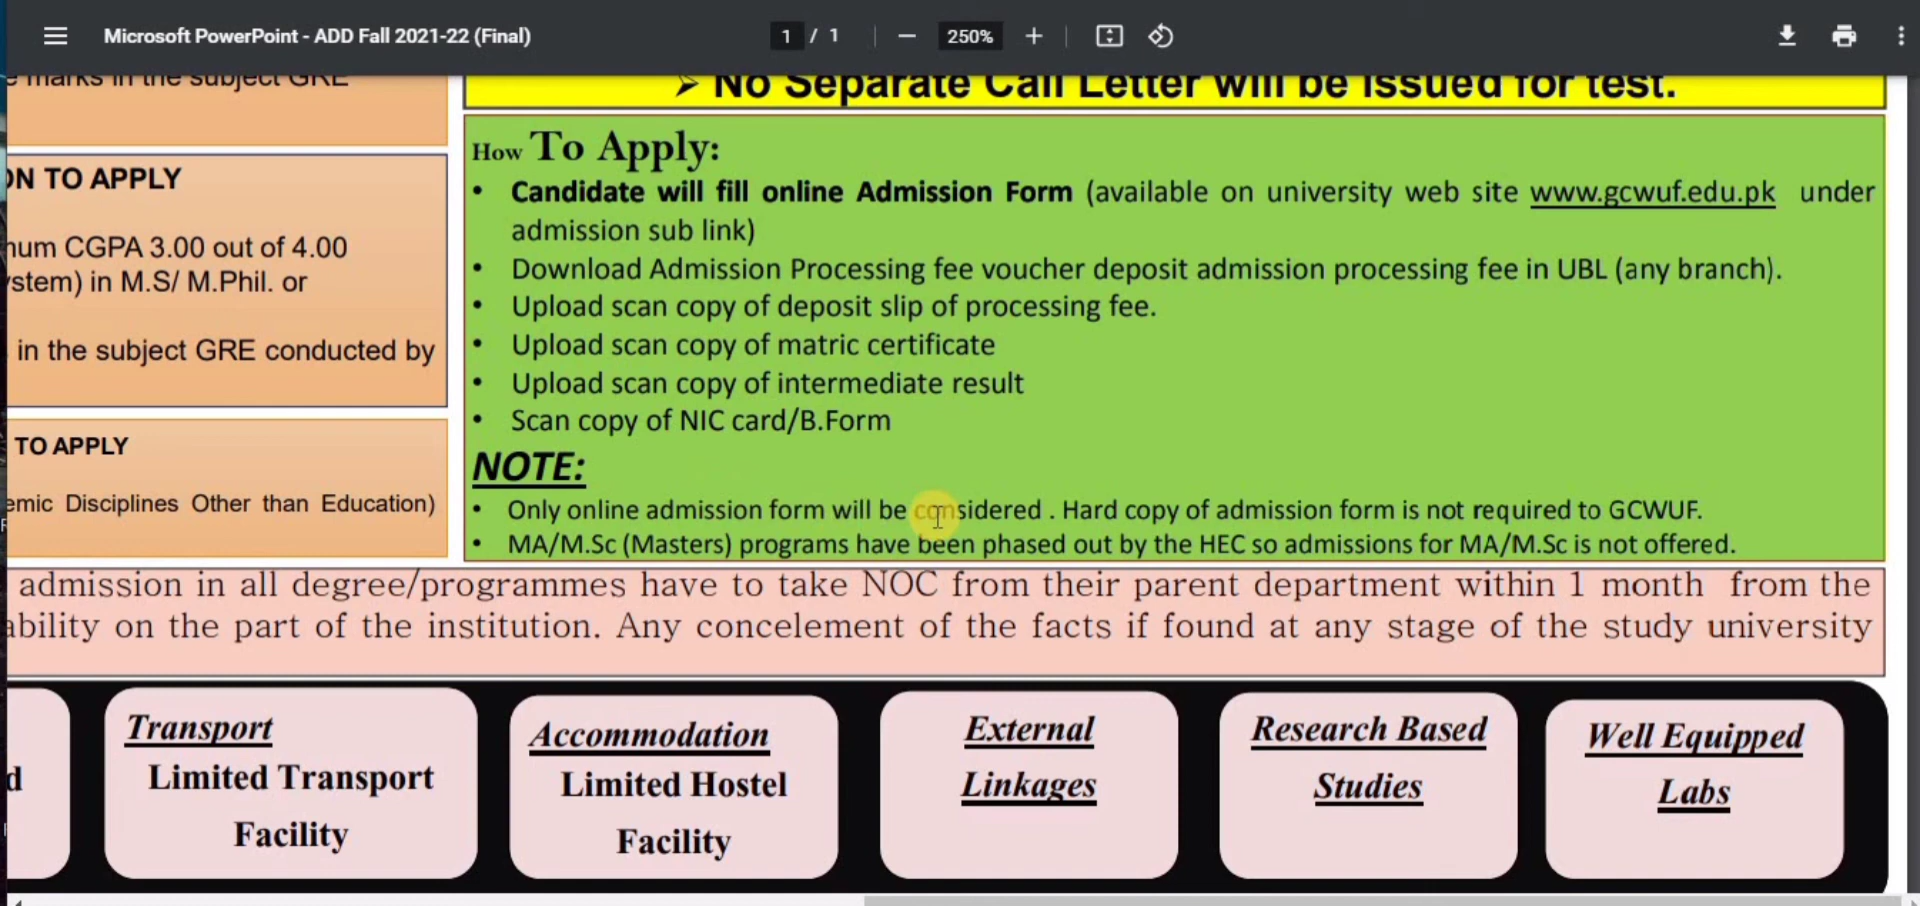 Microsoft PowerPoint - ADD Fall 2021-22 (Final)
1 / 1
250%
e marks in the subject GRE
ON TO APPLY
num CGPA 3.00 out of 4.00
ystem) in M.S/ M.Phil. or
in the subject GRE conducted by
TO APPLY
emic Disciplines Other than Education)
➢ No Separate Call Letter will be issued for test.
How To Apply:
• Candidate will fill online Admission Form (available on university web site www.gcwuf.edu.pk under
admission sub link)
• Download Admission Processing fee voucher deposit admission processing fee in UBL (any branch).
• Upload scan copy of deposit slip of processing fee.
• Upload scan copy of matric certificate
• Upload scan copy of intermediate result
• Scan copy of NIC card/B.Form
NOTE:
• Only online admission form will be considered . Hard copy of admission form is not required to GCWUF.
• MA/M.Sc (Masters) programs have been phased out by the HEC so admissions for MA/M.Sc is not offered.
admission in all degree/programmes have to take NOC from their parent department within 1 month from the
ability on the part of the institution. Any concelement of the facts if found at any stage of the study university
d
Transport
Limited Transport
Facility
Accommodation
Limited Hostel
Facility
External
Linkages
Research Based
Studies
Well Equipped
Labs